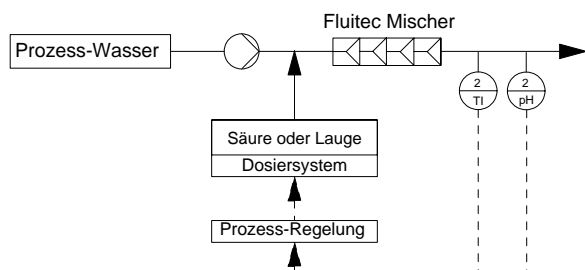 Fluitec Mischer
Prozess-Wasser
2
TI
2
pH
Säure oder Lauge
Dosiersystem
Prozess-Regelung